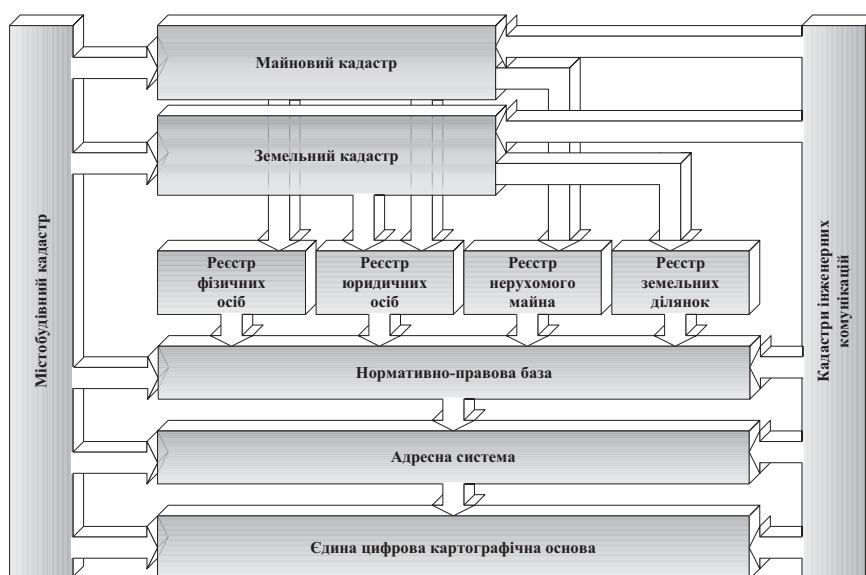 Майновий кадастр
Земельний кадастр
Містобудівний кадастр
Кадастри інженерних
комунікацій
Реєстр
фізичних
осіб
Реєстр
юридичних
осіб
Реєстр
нерухомого
майна
Реєстр
земельних
ділянок
Нормативно-правова база
Адресна система
Єдина цифрова картографічна основа